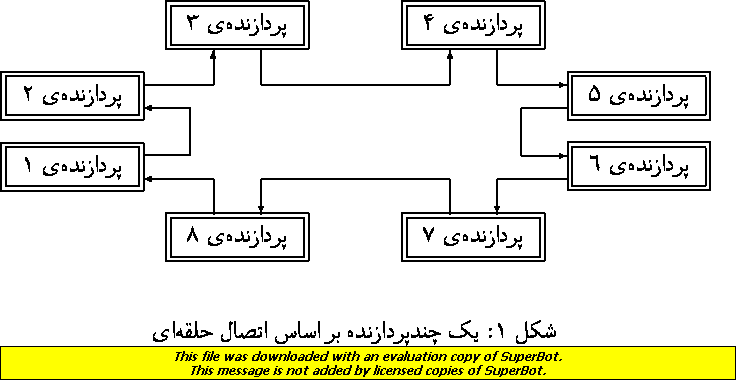 پردازنده‌ی ۳
پردازنده‌ی ۴
پردازنده‌ی ۲
پردازنده‌ی ۵
پردازنده‌ی ۱
پردازنده‌ی ۶
پردازنده‌ی ۸
پردازنده‌ی ۷
شکل ۱: یک چندپردازنده بر اساس اتصال حلقه‌ای
This file was downloaded with an evaluation copy of SuperBot.
This message is not added by licensed copies of SuperBot.